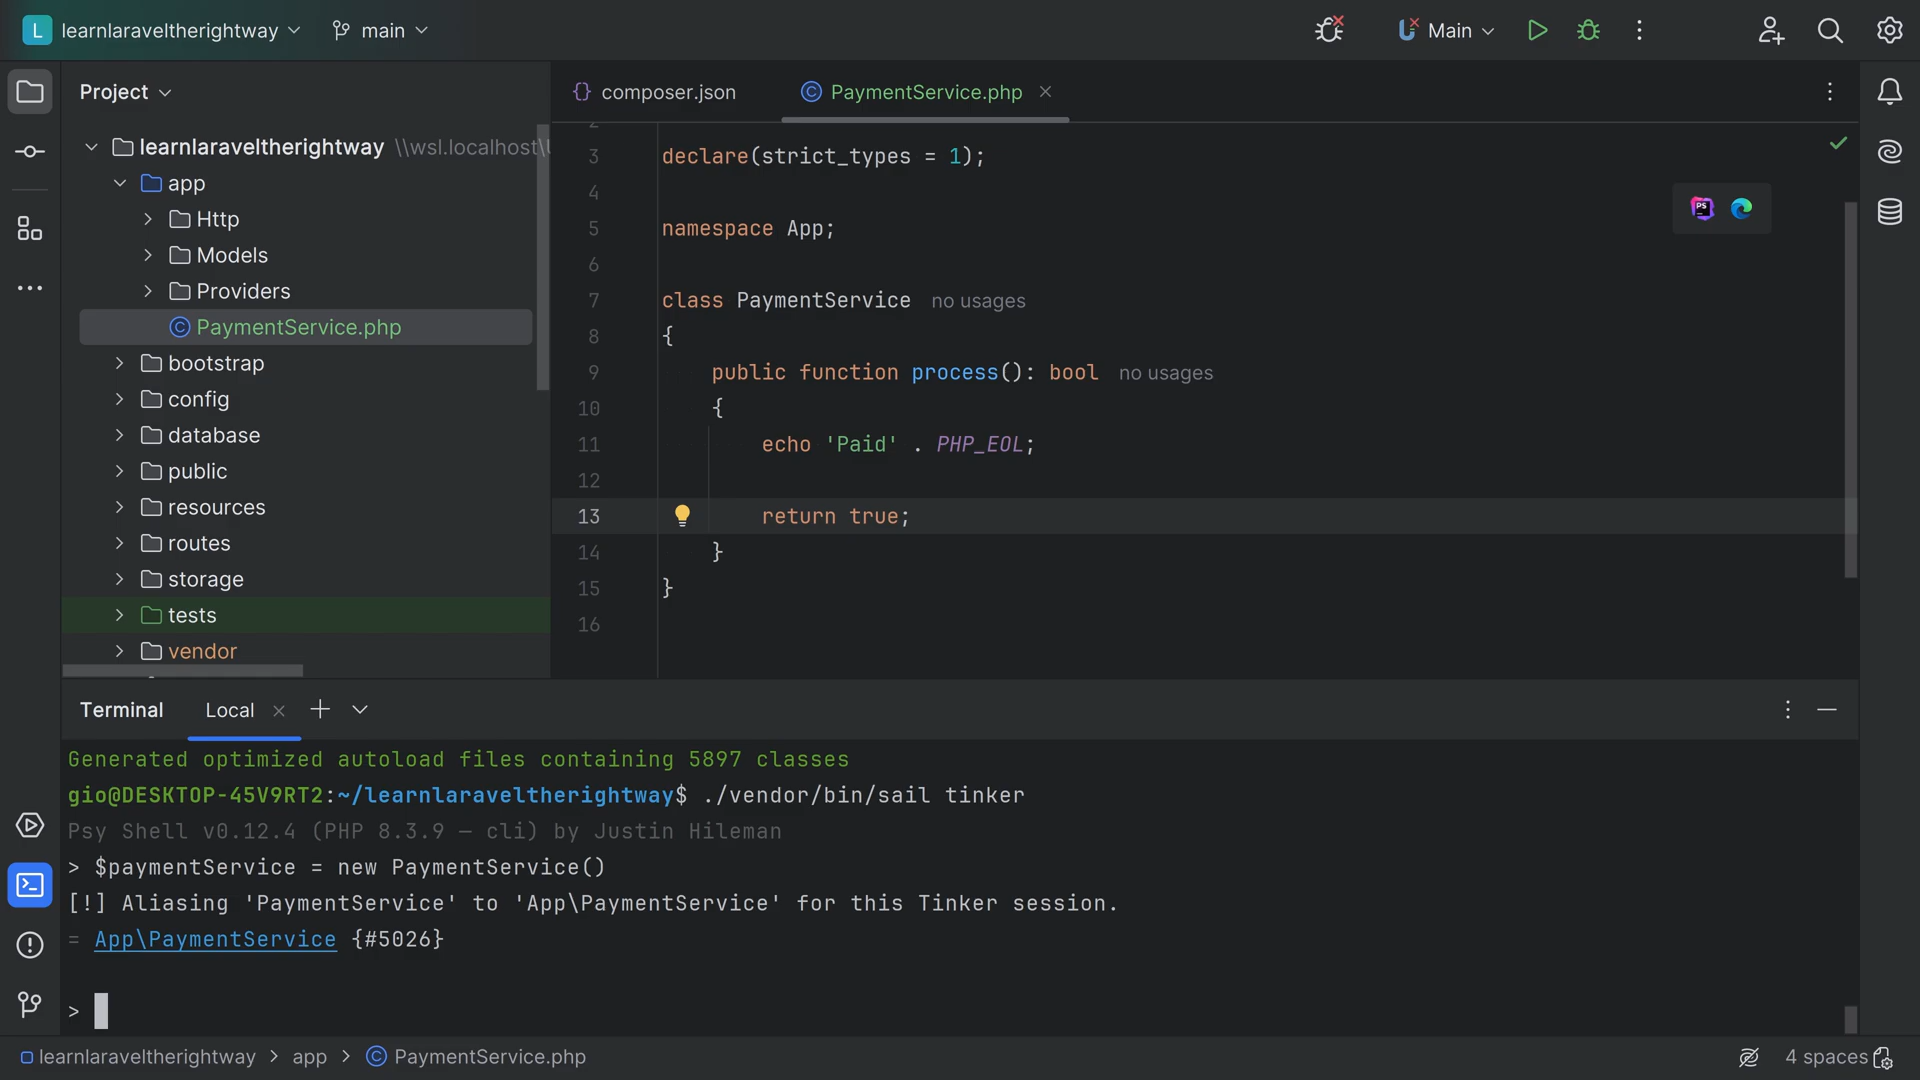 L learnlaraveltherightway main
Main
Project
composer.json PaymentService.php
learnlaraveltherightway \\wsl.localhost\
app
Http
Models
Providers
PaymentService.php
bootstrap
config
database
public
resources
routes
storage
tests
vendor
3 declare(strict_types = 1);
4
5 namespace App;
6
7 class PaymentService no usages
8 {
9 public function process(): bool no usages
10 {
11 echo 'Paid' . PHP_EOL;
12
13 return true;
14 }
15 }
16
PS
Terminal Local
Generated optimized autoload files containing 5897 classes
gio@DESKTOP-45V9RT2:~/learnlaraveltherightway$ ./vendor/bin/sail tinker
Psy Shell v0.12.4 (PHP 8.3.9 — cli) by Justin Hileman
> $paymentService = new PaymentService()
[!] Aliasing 'PaymentService' to 'App\PaymentService' for this Tinker session.
= App\PaymentService {#5026}
>
learnlaraveltherightway > app > PaymentService.php 4 spaces